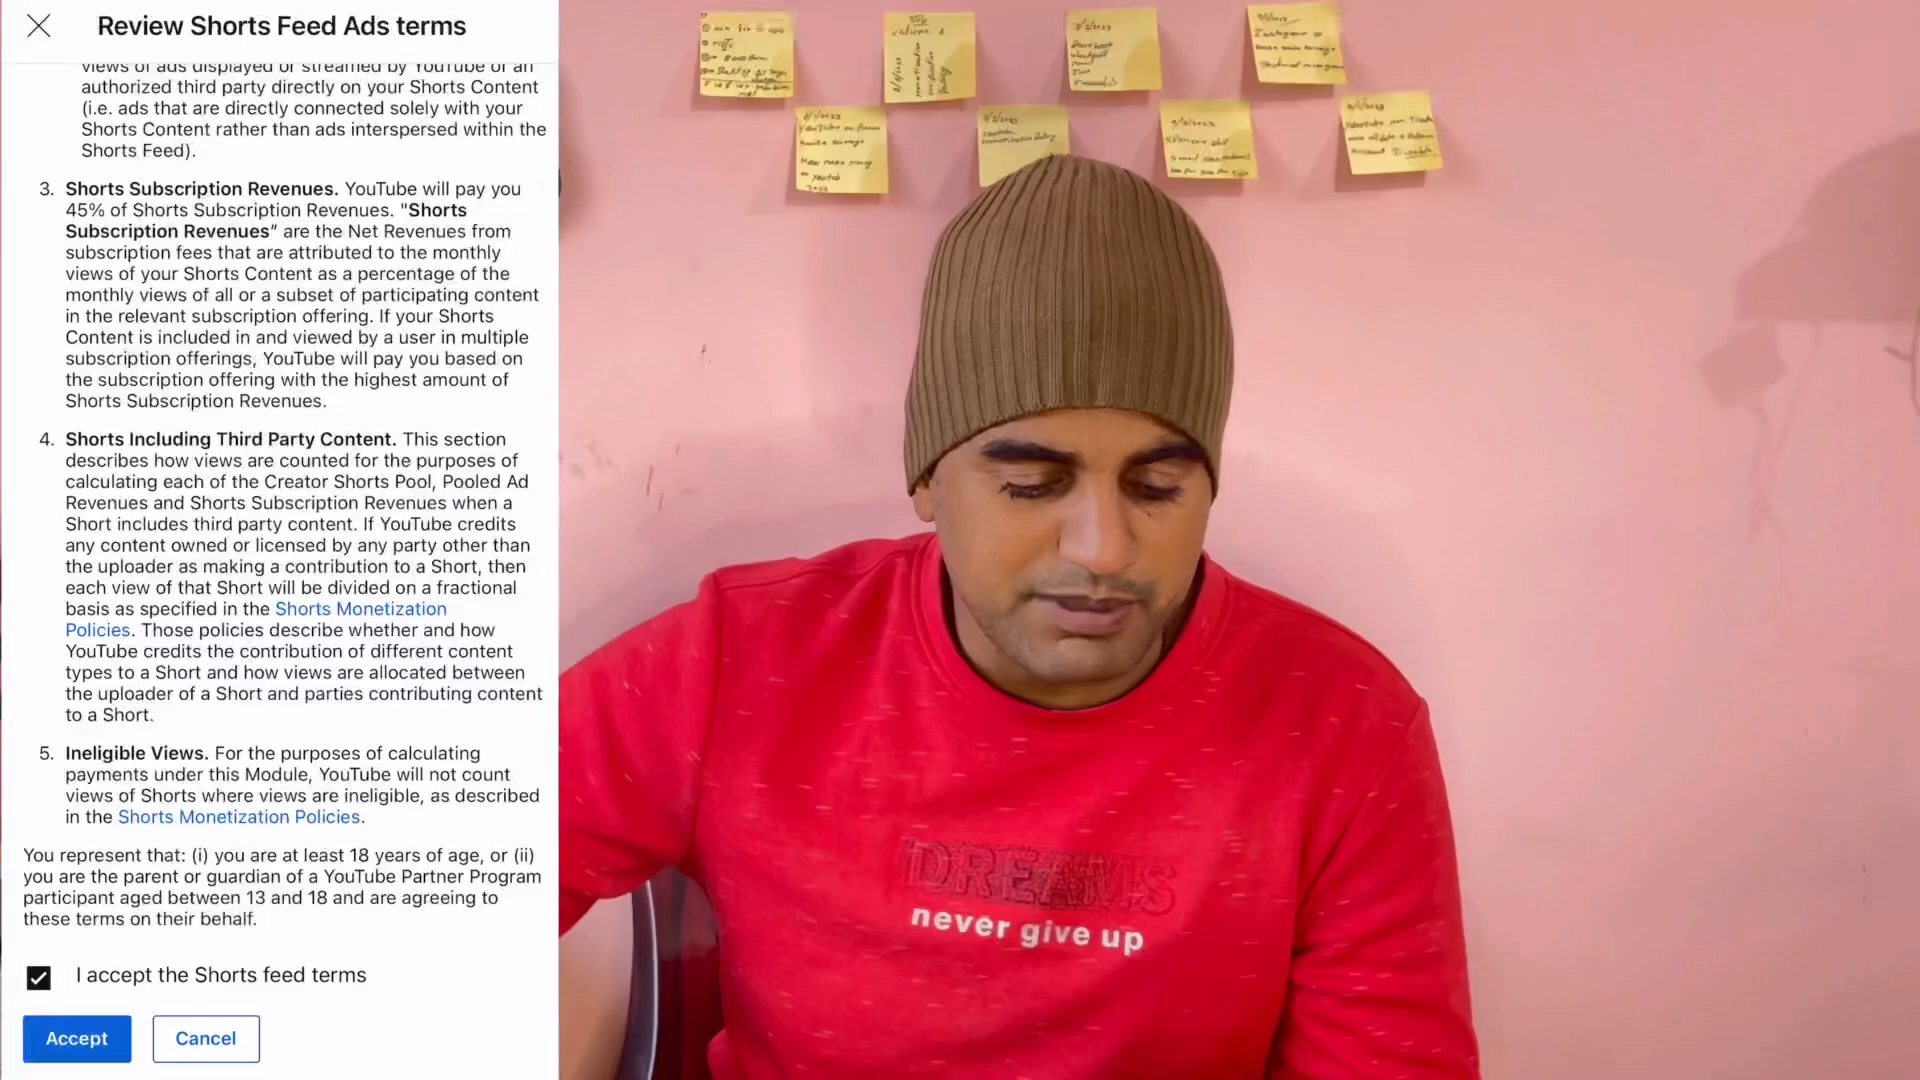 Review Shorts Feed Ads terms
views of ads displayed or streamed by YouTube or an
authorized third party directly on your Shorts Content
(i.e. ads that are directly connected solely with your
Shorts Content rather than ads interspersed within the
Shorts Feed).
3. Shorts Subscription Revenues. YouTube will pay you
45% of Shorts Subscription Revenues. "Shorts
Subscription Revenues” are the Net Revenues from
subscription fees that are attributed to the monthly
views of your Shorts Content as a percentage of the
monthly views of all or a subset of participating content
in the relevant subscription offering. If your Shorts
Content is included in and viewed by a user in multiple
subscription offerings, YouTube will pay you based on
the subscription offering with the highest amount of
Shorts Subscription Revenues.
4. Shorts Including Third Party Content. This section
describes how views are counted for the purposes of
calculating each of the Creator Shorts Pool, Pooled Ad
Revenues and Shorts Subscription Revenues when a
Short includes third party content. If YouTube credits
any content owned or licensed by any party other than
the uploader as making a contribution to a Short, then
each view of that Short will be divided on a fractional
basis as specified in the Shorts Monetization
Policies. Those policies describe whether and how
YouTube credits the contribution of different content
types to a Short and how views are allocated between
the uploader of a Short and parties contributing content
to a Short.
5. Ineligible Views. For the purposes of calculating
payments under this Module, YouTube will not count
views of Shorts where views are ineligible, as described
in the Shorts Monetization Policies.
You represent that: (i) you are at least 18 years of age, or (ii)
you are the parent or guardian of a YouTube Partner Program
participant aged between 13 and 18 and are agreeing to
these terms on their behalf.
I accept the Shorts feed terms
Accept
Cancel
DREAMS
never give up